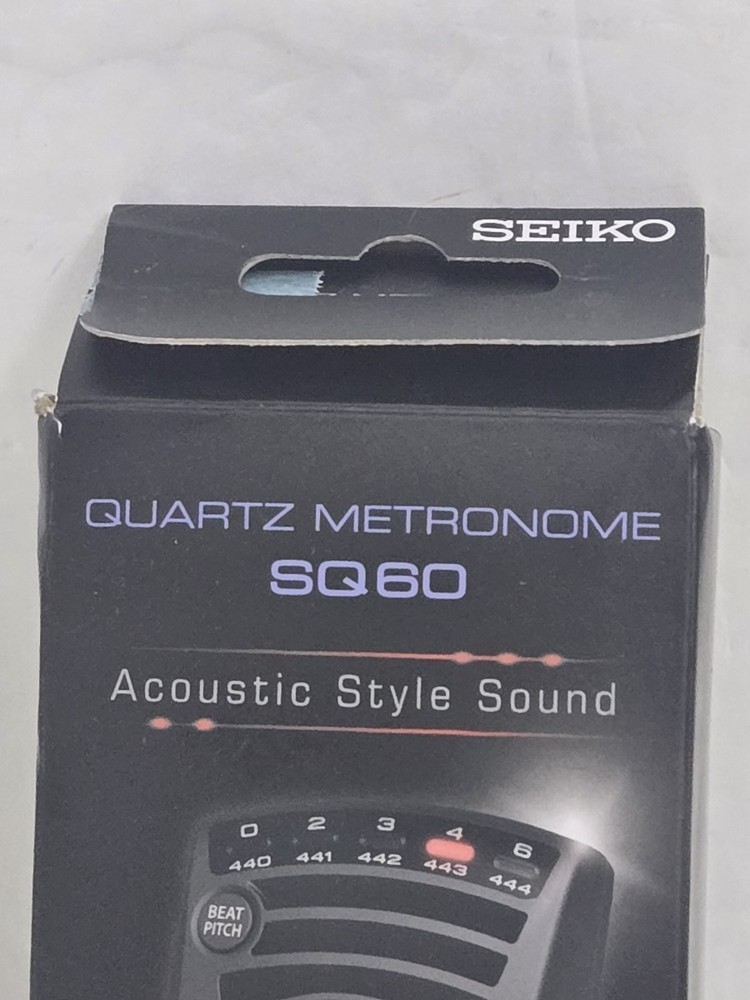 SEIKO
QUARTZ METRONOME
SQ60
Acoustic Style Sound
0 2 3 4 6
440 441 442 443 444
BEAT
PITCH